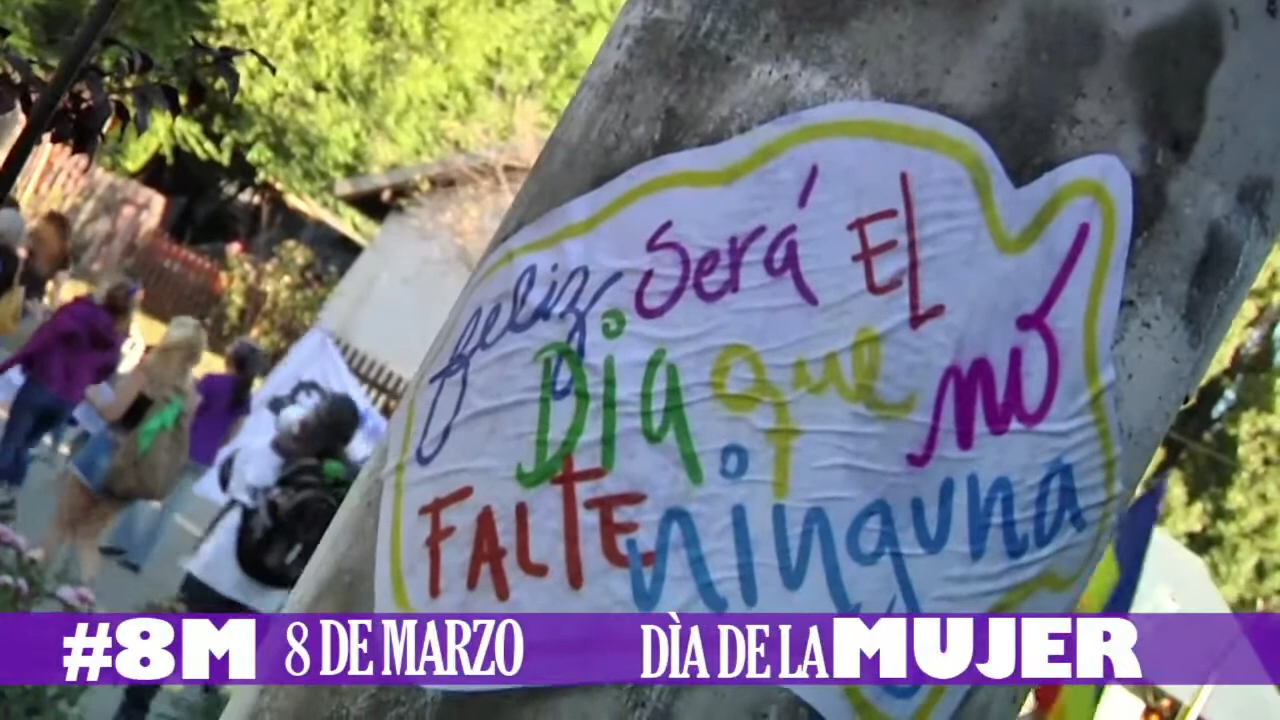 feliz Será EL
Día que no
FALTE ninguna
#8M 8 DE MARZO DÌA DE LA MUJER